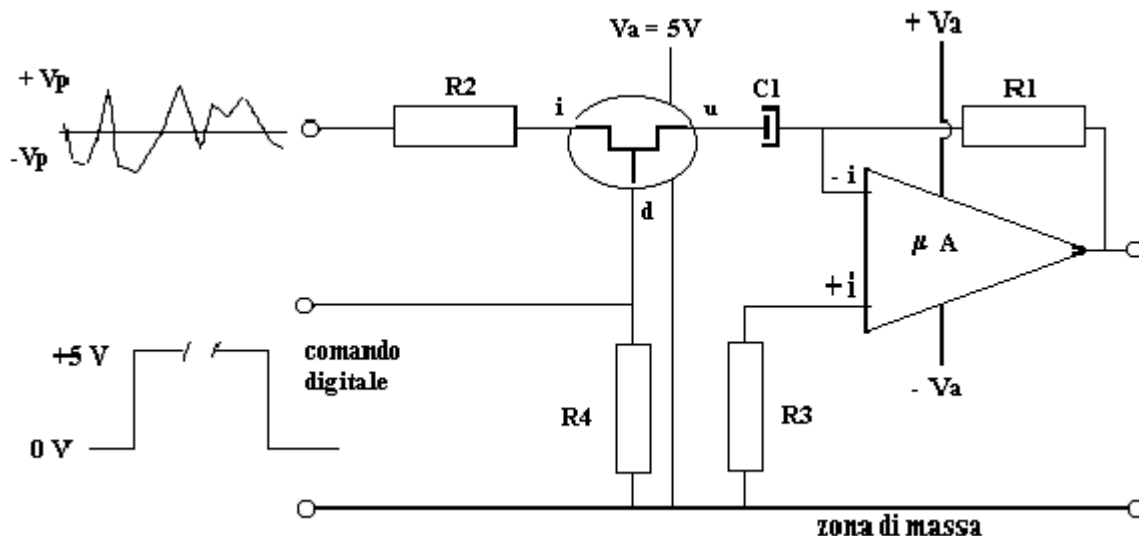 Va = 5V
+ Va
+ Vp
R2
C1
R1
i
u
-Vp
- i
d
μ A
+i
+5 V
comando
digitale
- Va
R4
R3
0 V
zona di massa